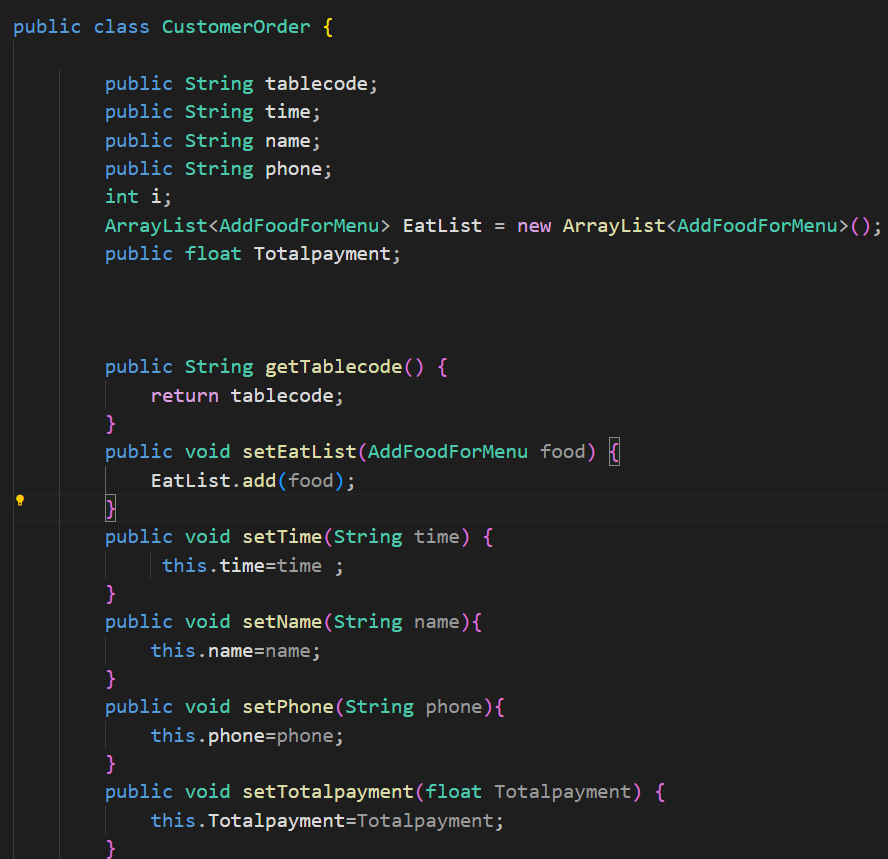 public class CustomerOrder {
public String tablecode;
public String time;
public String name;
public String phone;
int i;
ArrayList<AddFoodForMenu> EatList = new ArrayList<AddFoodForMenu>();
public float Totalpayment;
public String getTablecode() {
return tablecode;
}
public void setEatList(AddFoodForMenu food) {
EatList.add(food);
}
public void setTime(String time) {
this.time=time ;
}
public void setName(String name){
this.name=name;
}
public void setPhone(String phone){
this.phone=phone;
}
public void setTotalpayment(float Totalpayment) {
this.Totalpayment=Totalpayment;
}